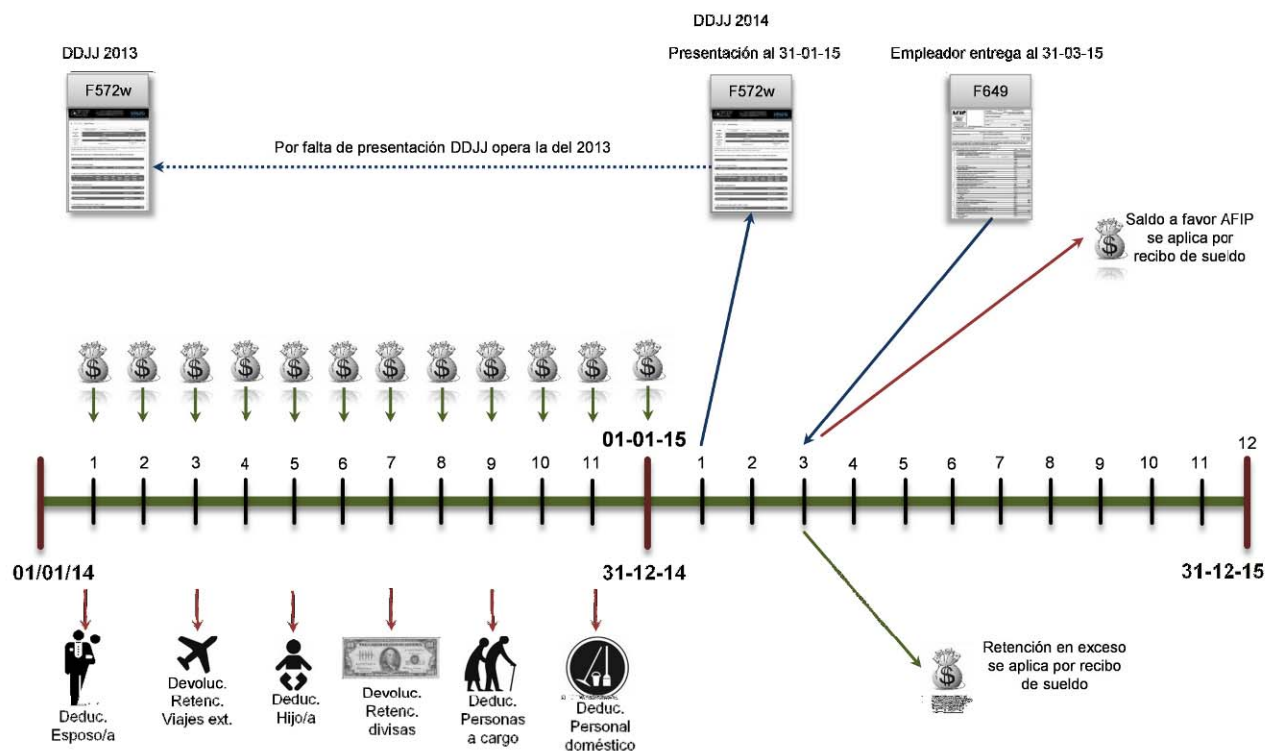 DDJJ 2014
DDJJ 2013
Presentación al 31-01-15
Empleador entrega al 31-03-15
F572w
F572w
F649
Por falta de presentación DDJJ opera la del 2013
Saldo a favor AFIP
se aplica por
recibo de sueldo
01-01-15
1 2 3 4 5 6 7 8 9 10 11
1 2 3 4 5 6 7 8 9 10 11 12
01/01/14
31-12-14
31-12-15
Deduc.
Esposo/a
Devoluc.
Retenc.
Viajes ext.
Deduc.
Hijo/a
Devoluc.
Retenc.
divisas
Deduc.
Personas
a cargo
Deduc.
Personal
doméstico
Retención en exceso
se aplica por recibo
de sueldo